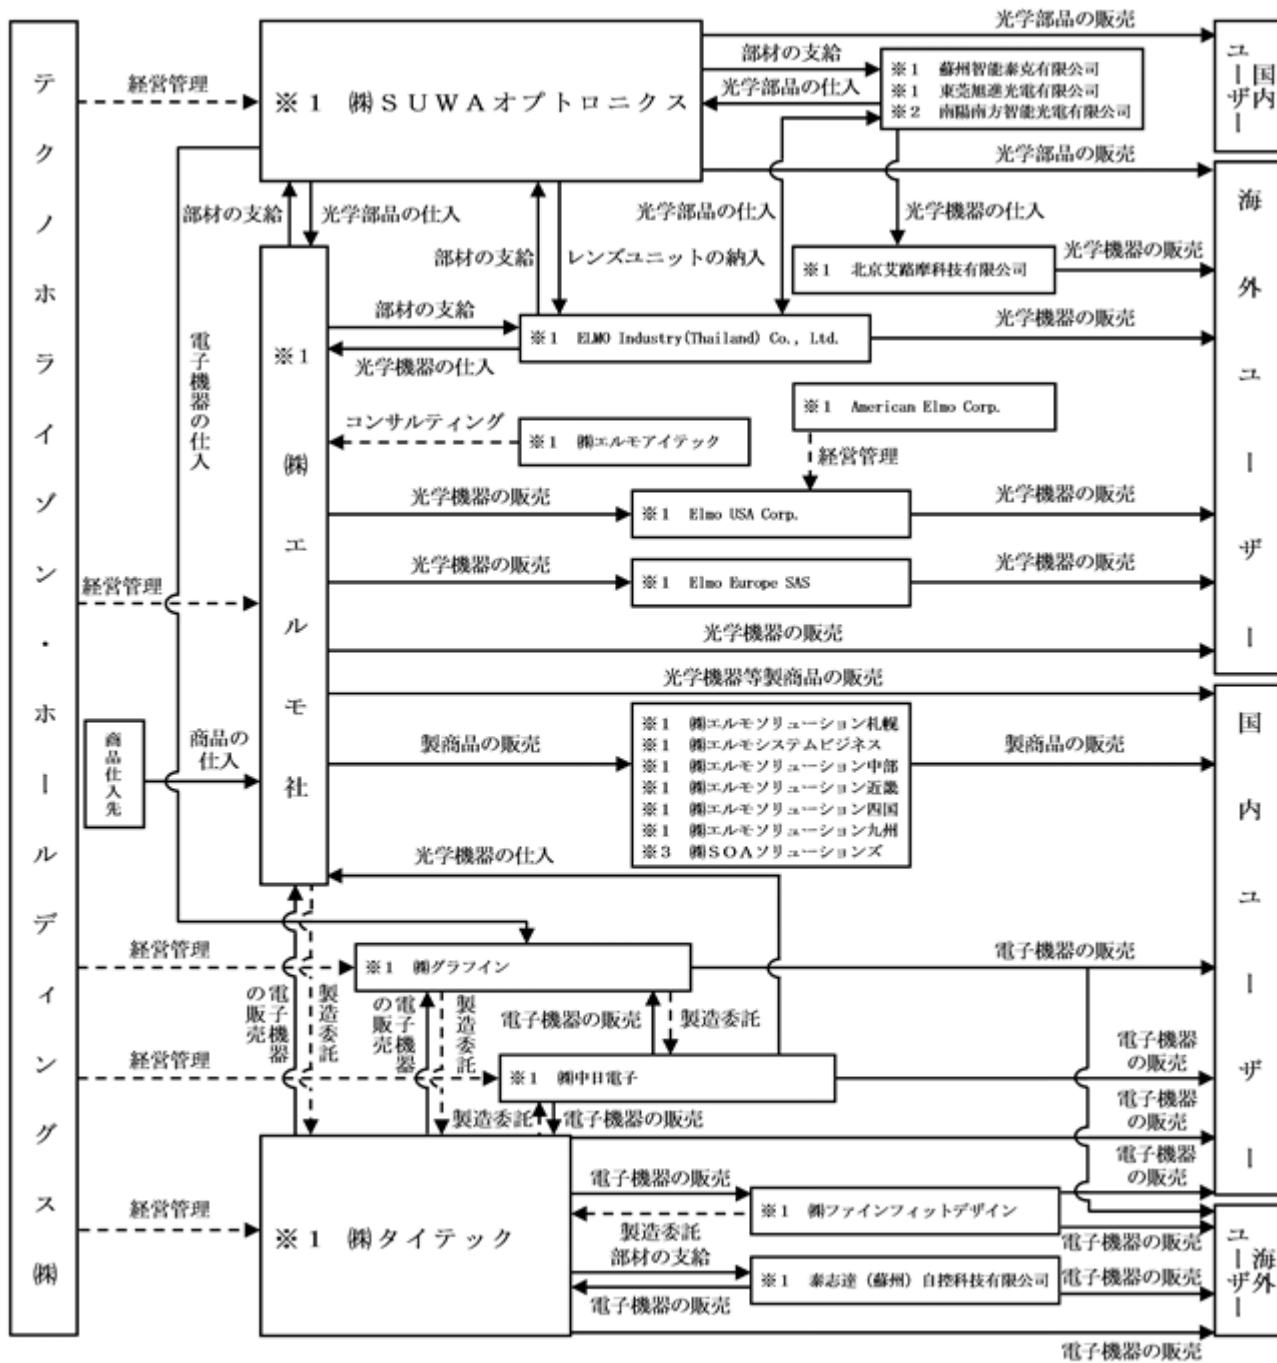 テクノホライゾン・ホールディングス㈱
経営管理
※1 ㈱SUWAオプトロニクス
光学部品の販売
国内ユーザー
部材の支給
光学部品の仕入
※1 蘇州智能泰克有限公司
※1 東莞旭進光電有限公司
※2 南陽南方智能光電有限公司
光学部品の販売
海外ユーザー
部材の支給
光学部品の仕入
部材の支給
レンズユニットの納入
光学部品の仕入
光学機器の仕入
※1 北京艾路摩科技有限公司
光学機器の販売
電子機器の仕入
※1 ㈱エルモ社
部材の支給
光学機器の仕入
※1 ELMO Industry(Thailand) Co., Ltd.
光学機器の販売
コンサルティング
※1 ㈱エルモアイテック
※1 American Elmo Corp.
経営管理
光学機器の販売
※1 Elmo USA Corp.
光学機器の販売
経営管理
光学機器の販売
※1 Elmo Europe SAS
光学機器の販売
光学機器の販売
光学機器等製商品の販売
国内ユーザー
商品仕入先
商品の
仕入
製商品の販売
※1 ㈱エルモソリューション札幌
※1 ㈱エルモシステムビジネス
※1 ㈱エルモソリューション中部
※1 ㈱エルモソリューション近畿
※1 ㈱エルモソリューション四国
※1 ㈱エルモソリューション九州
※3 ㈱SOAソリューションズ
製商品の販売
光学機器の仕入
経営管理
※1 ㈱グラフイン
電子機器の販売
電子機器
の販売
製造委託
電子機器
の販売
製造委託
電子機器の販売
製造委託
経営管理
※1 ㈱中日電子
電子機器
の販売
製造委託
電子機器の販売
電子機器
の販売
経営管理
※1 ㈱タイテック
電子機器の販売
製造委託
※1 ㈱ファインフィットデザイン
電子機器
の販売
電子機器の販売
海外ユーザー
部材の支給
電子機器の販売
※1 泰志達（蘇州）自控科技有限公司
電子機器の販売
電子機器の販売